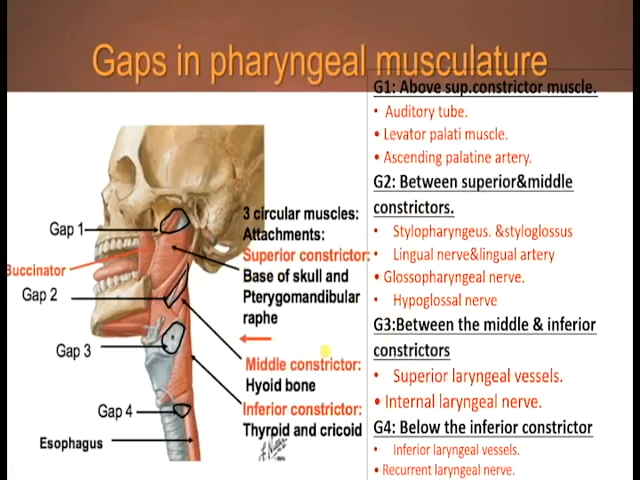 Gaps in pharyngeal musculature
G1: Above sup.constrictor muscle.
• Auditory tube.
• Levator palati muscle.
• Ascending palatine artery.
G2: Between superior&middle
constrictors.
• Stylopharyngeus. &styloglossus
• Lingual nerve&lingual artery
• Glossopharyngeal nerve.
• Hypoglossal nerve
G3:Between the middle & inferior
constrictors
• Superior laryngeal vessels.
• Internal laryngeal nerve.
G4: Below the inferior constrictor
• Inferior laryngeal vessels.
• Recurrent laryngeal nerve.
3 circular muscles:
Attachments:
Superior constrictor:
Base of skull and
Pterygomandibular
raphe
Middle constrictor:
Hyoid bone
Inferior constrictor:
Thyroid and cricoid
Gap 1
Buccinator
Gap 2
Gap 3
Gap 4
Esophagus